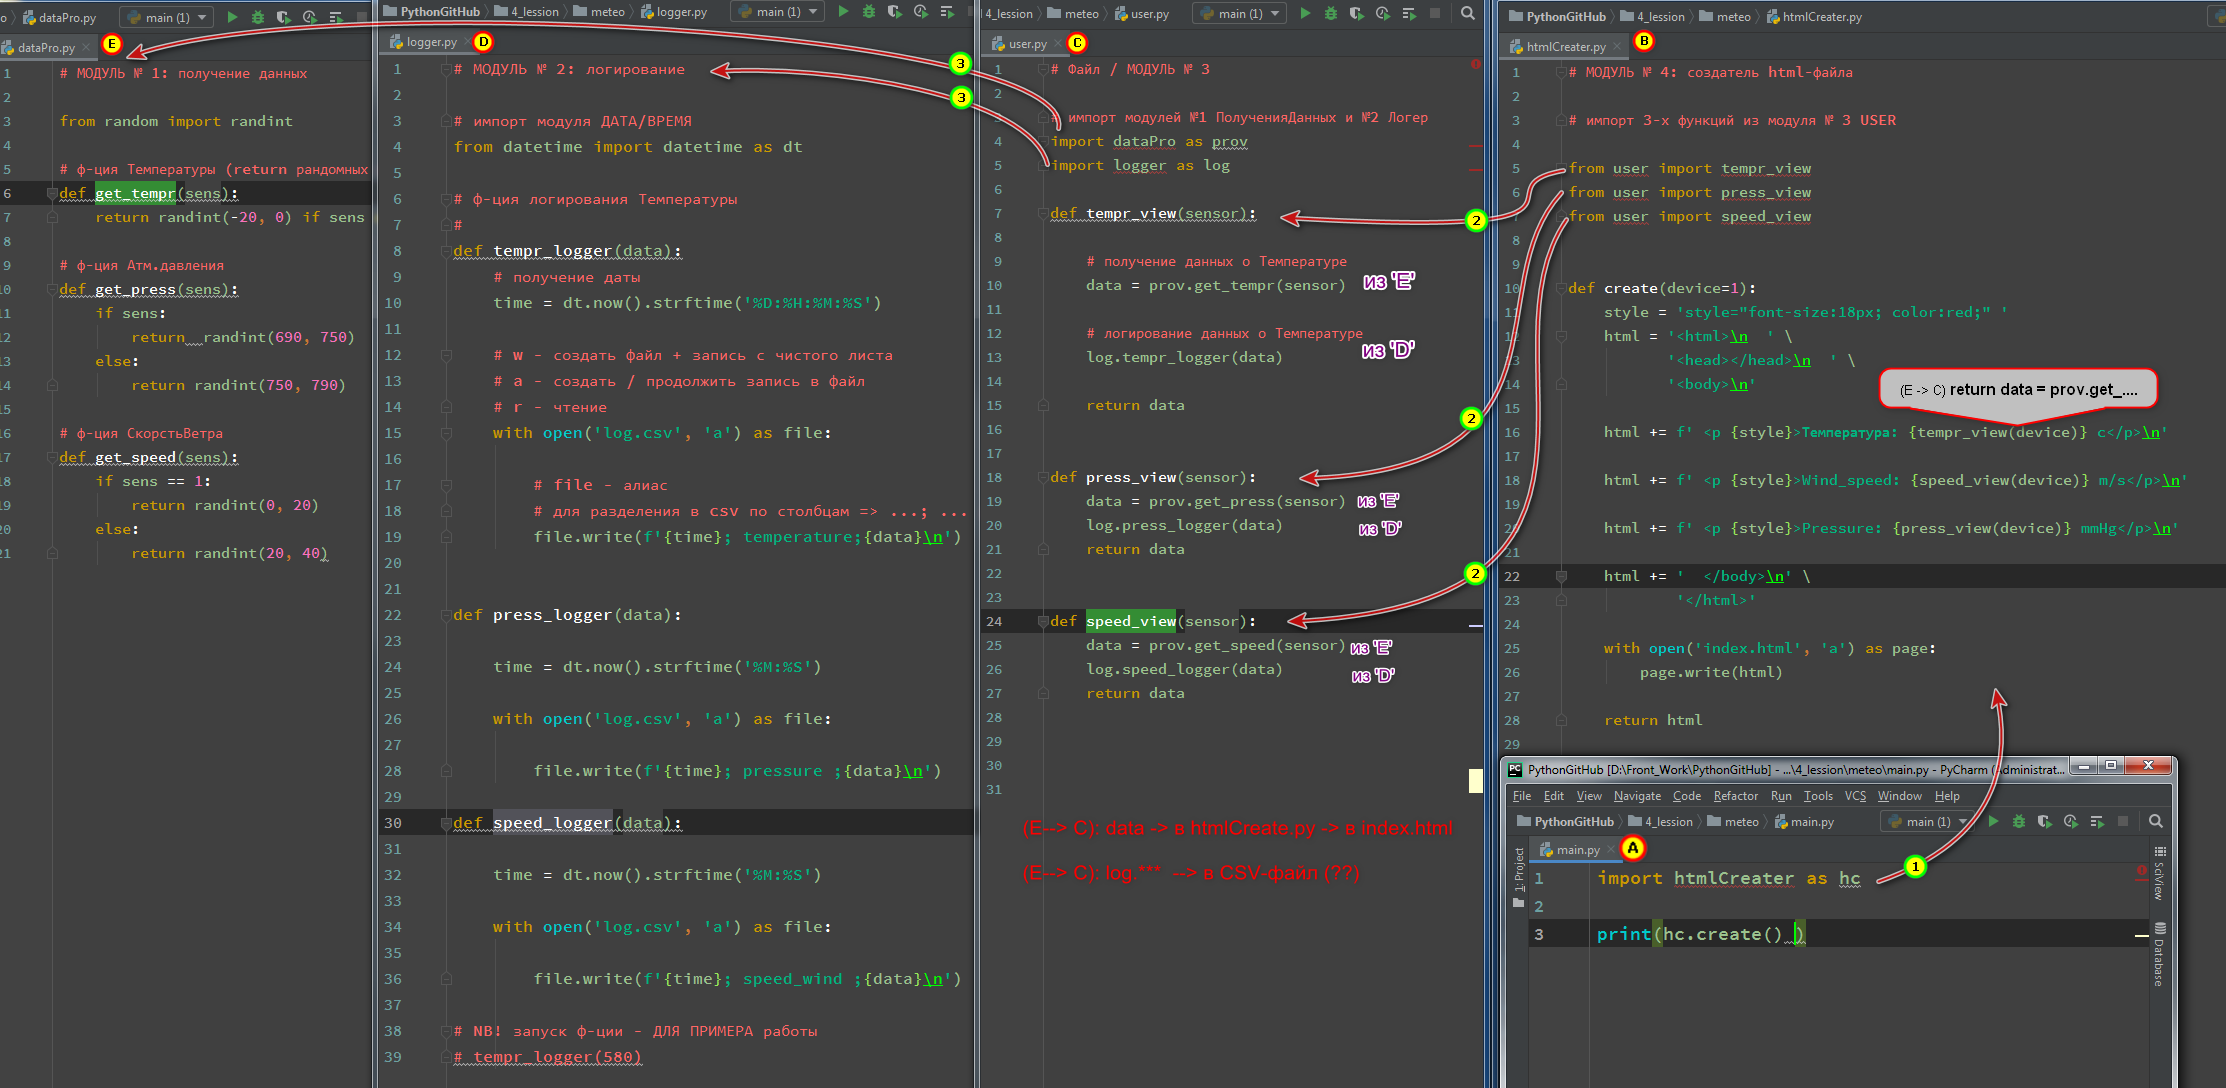 dataPro.py
main (1)
dataPro.py
E
1 # МОДУЛЬ № 1: получение данных
2
3 from random import randint
4
5 # ф-ция Температуры (return рандомных
6 def get_tempr(sens):
7 return randint(-20, 0) if sens
8
9 # ф-ция Атм.давления
10 def get_press(sens):
11 if sens:
12 return randint(690, 750)
13 else:
14 return randint(750, 790)
15
16 # ф-ция СкорстьВетра
17 def get_speed(sens):
18 if sens == 1:
19 return randint(0, 20)
20 else:
21 return randint(20, 40)
PythonGitHub 4_lession meteo logger.py
main (1)
logger.py
D
1 # МОДУЛЬ № 2: логирование
2
3 # импорт модуля ДАТА/ВРЕМЯ
4 from datetime import datetime as dt
5
6 # ф-ция логирования Температуры
7 #
8 def tempr_logger(data):
9 # получение даты
10 time = dt.now().strftime('%D:%H:%M:%S')
11
12 # w - создать файл + запись с чистого листа
13 # a - создать / продолжить запись в файл
14 # r - чтение
15 with open('log.csv', 'a') as file:
16
17 # file - алиас
18 # для разделения в csv по столбцам => ...; ...
19 file.write(f'{time}; temperature;{data}\n')
20
21
22 def press_logger(data):
23
24 time = dt.now().strftime('%M:%S')
25
26 with open('log.csv', 'a') as file:
27
28 file.write(f'{time}; pressure ;{data}\n')
29
30 def speed_logger(data):
31
32 time = dt.now().strftime('%M:%S')
33
34 with open('log.csv', 'a') as file:
35
36 file.write(f'{time}; speed_wind ;{data}\n')
37
38 # NB! запуск ф-ции - ДЛЯ ПРИМЕРА работы
39 # tempr_logger(580)
3
3
4_lession meteo user.py
main (1)
user.py
C
1 # Файл / МОДУЛЬ № 3
2
# импорт модулей №1 ПолученияДанных и №2 Логер
4 import dataPro as prov
5 import logger as log
6
7 def tempr_view(sensor):
8
9 # получение данных о Температуре
10 data = prov.get_tempr(sensor) из 'E'
11
12 # логирование данных о Температуре
13 log.tempr_logger(data) из 'D'
14
15 return data
16
17
18 def press_view(sensor):
19 data = prov.get_press(sensor) из 'E'
20 log.press_logger(data) из 'D'
21 return data
22
23
24 def speed_view(sensor):
25 data = prov.get_speed(sensor) из 'E'
26 log.speed_logger(data) из 'D'
27 return data
28
29
30
31
(E--> C): data -> в htmlCreate.py -> в index.html
(E--> C): log.*** --> в CSV-файл (??)
2
2
2
PythonGitHub 4_lession meteo htmlCreater.py
htmlCreater.py
B
1 # МОДУЛЬ № 4: создатель html-файла
2
3 # импорт 3-х функций из модуля № 3 USER
5 from user import tempr_view
6 from user import press_view
from user import speed_view
8
9
10 def create(device=1):
11 style = 'style="font-size:18px; color:red;" '
12 html = '<html>\n ' \
13 '<head></head>\n ' \
14 '<body>\n'
(E -> C) return data = prov.get_....
15
16 html += f' <p {style}>Температура: {tempr_view(device)} c</p>\n'
18 html += f' <p {style}>Wind_speed: {speed_view(device)} m/s</p>\n'
20 html += f' <p {style}>Pressure: {press_view(device)} mmHg</p>\n'
21
22 html += ' </body>\n' \
23 '</html>'
24
25 with open('index.html', 'a') as page:
26 page.write(html)
27
28 return html
29
PythonGitHub [D:\Front_Work\PythonGitHub] - ...\4_lession\meteo\main.py - PyCharm (Administrat...
File Edit View Navigate Code Refactor Run Tools VCS Window Help
PythonGitHub 4_lession meteo main.py
main (1)
main.py
A
1: Project
1 import htmlCreater as hc
1
2
3 print(hc.create() )
SciView
Database